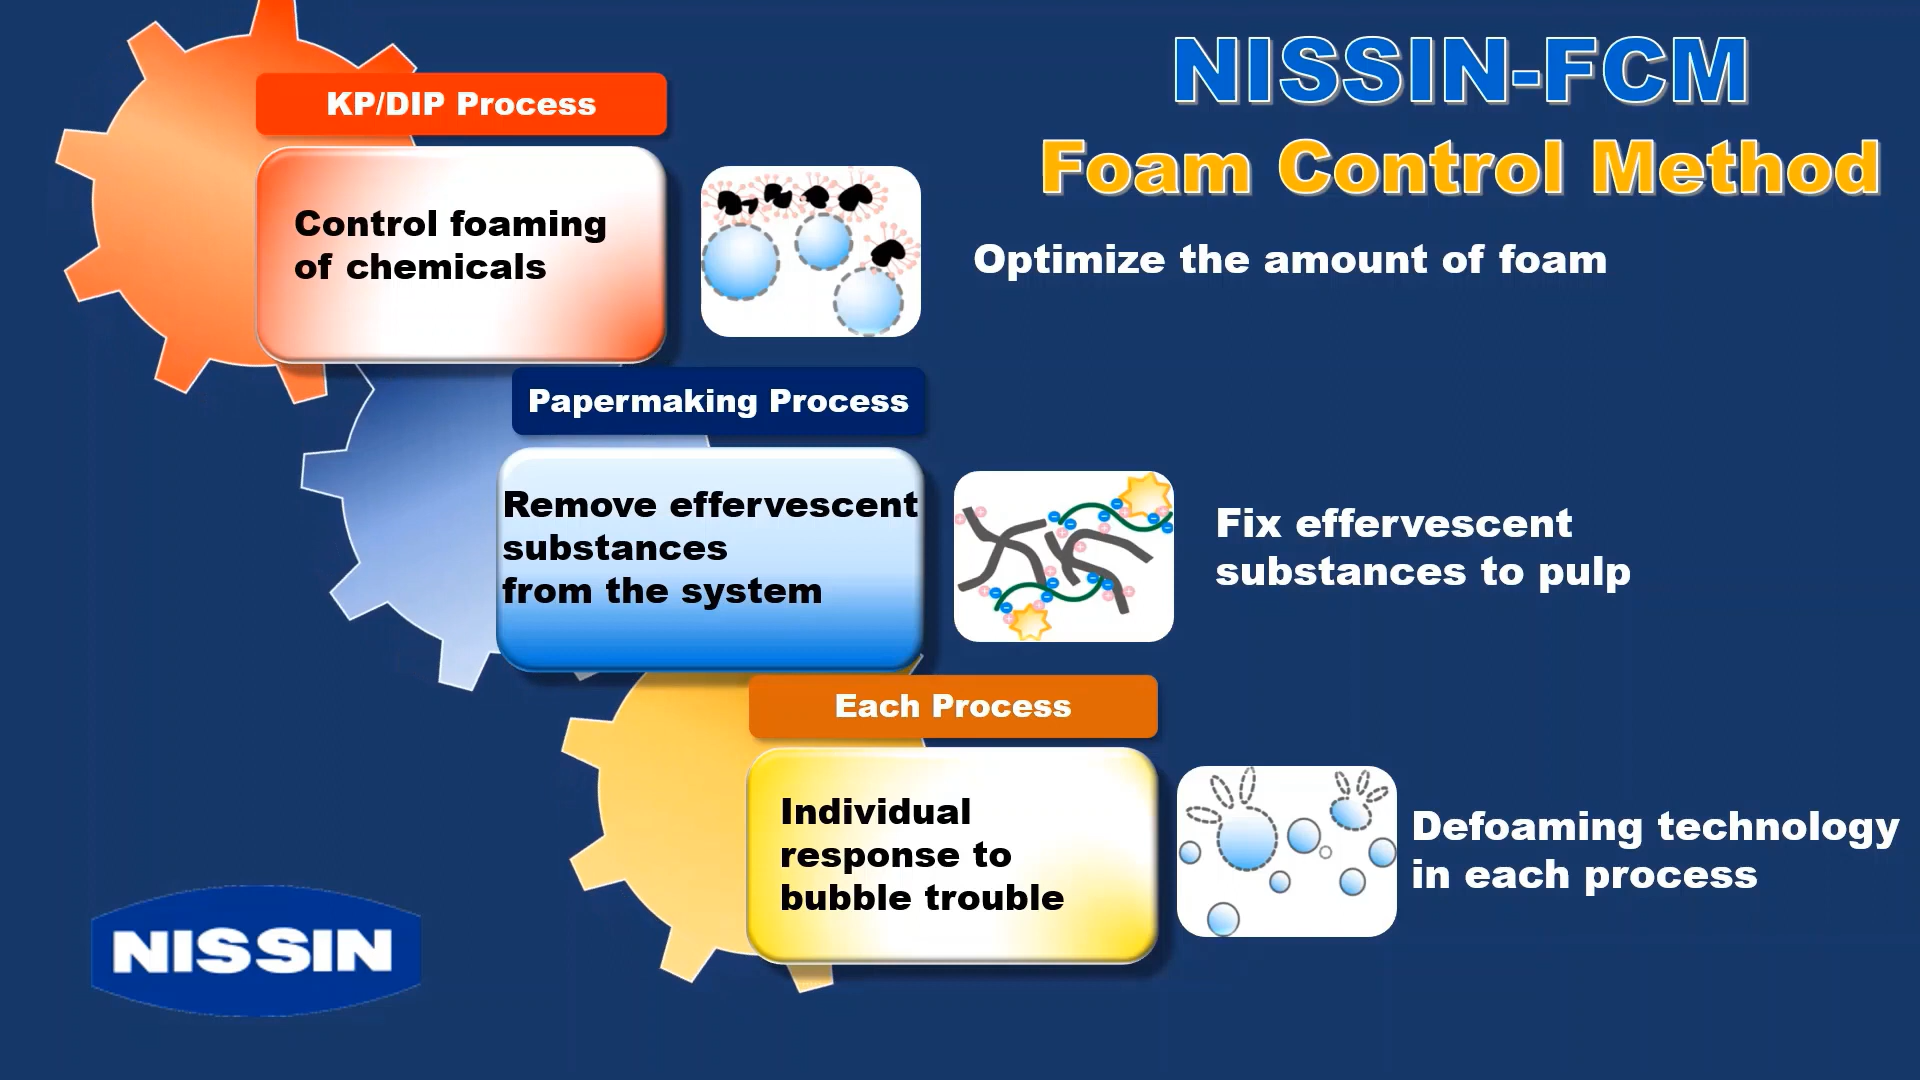 NISSIN-FCM
Foam Control Method
KP/DIP Process
Control foaming
of chemicals
Optimize the amount of foam
Papermaking Process
Remove effervescent
substances
from the system
Fix effervescent
substances to pulp
Each Process
Individual
response to
bubble trouble
Defoaming technology
in each process
NISSIN